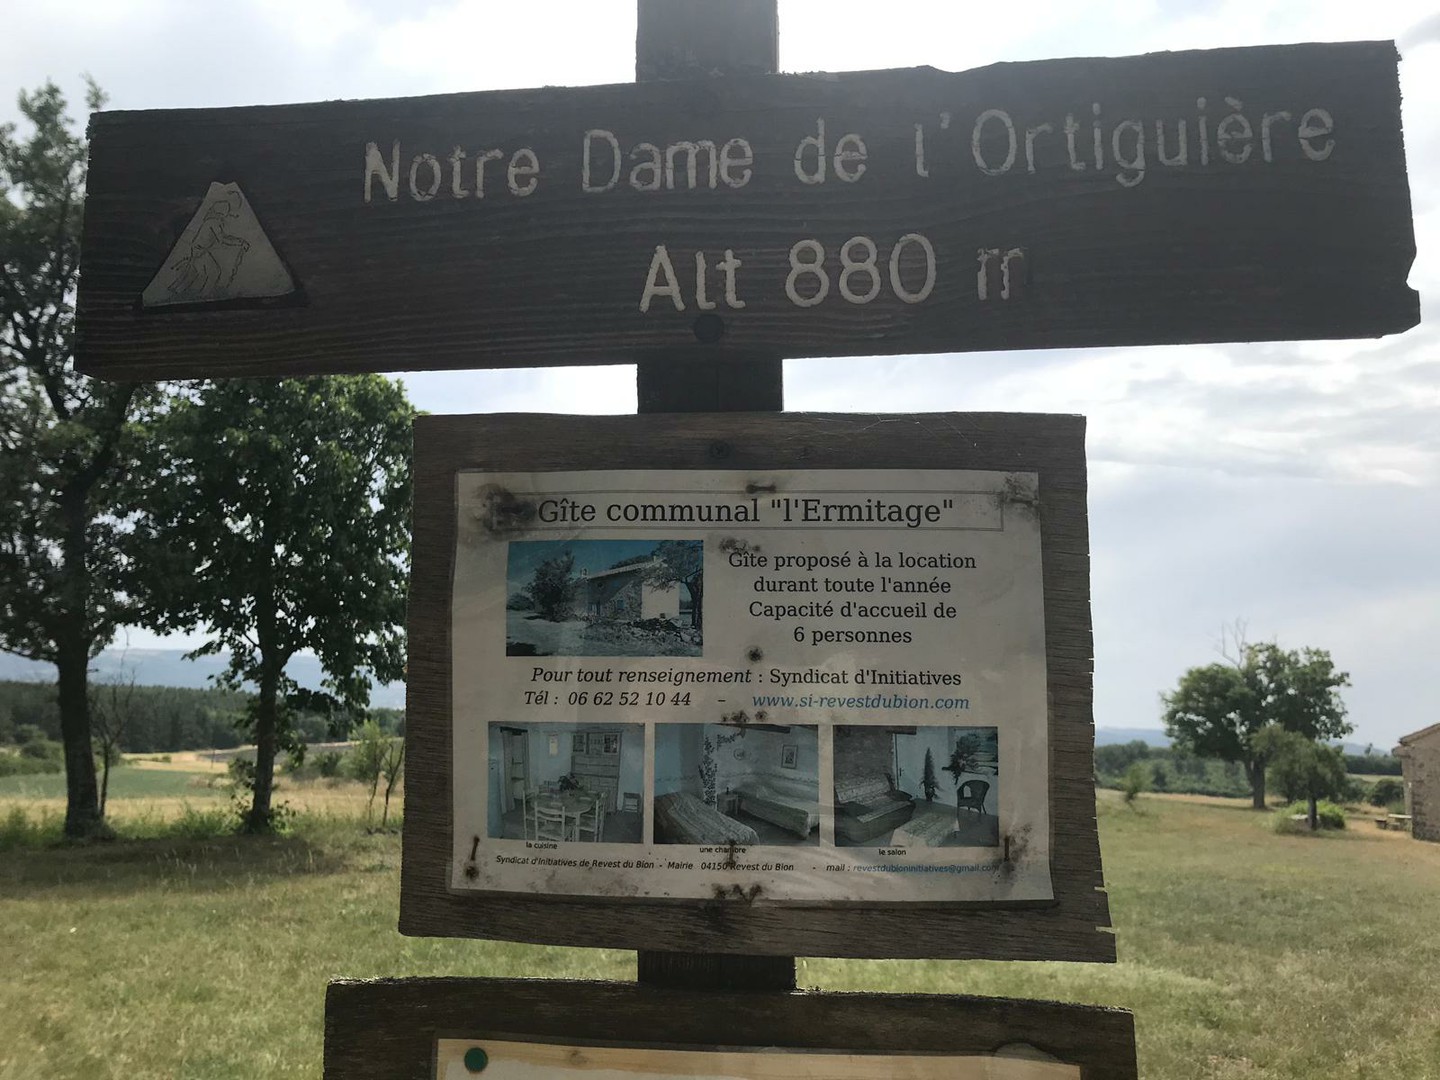 Notre Dame de l'Ortiguière
Alt 880 m
Gîte communal "l'Ermitage"
Gîte proposé à la location
durant toute l'année
Capacité d'accueil de
6 personnes
Pour tout renseignement : Syndicat d'Initiatives
Tél : 06 62 52 10 44 – www.si-revestdubion.com
la cuisine
une chambre
le salon
Syndicat d'Initiatives de Revest du Bion - Mairie 04150 Revest du Bion - mail : revestdubioninitiatives@gmail.com